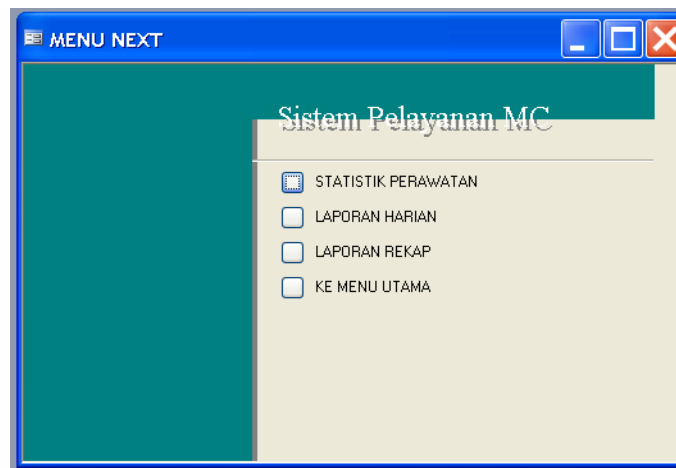 MENU NEXT
Sistem Pelayanan MC
STATISTIK PERAWATAN
LAPORAN HARIAN
LAPORAN REKAP
KE MENU UTAMA